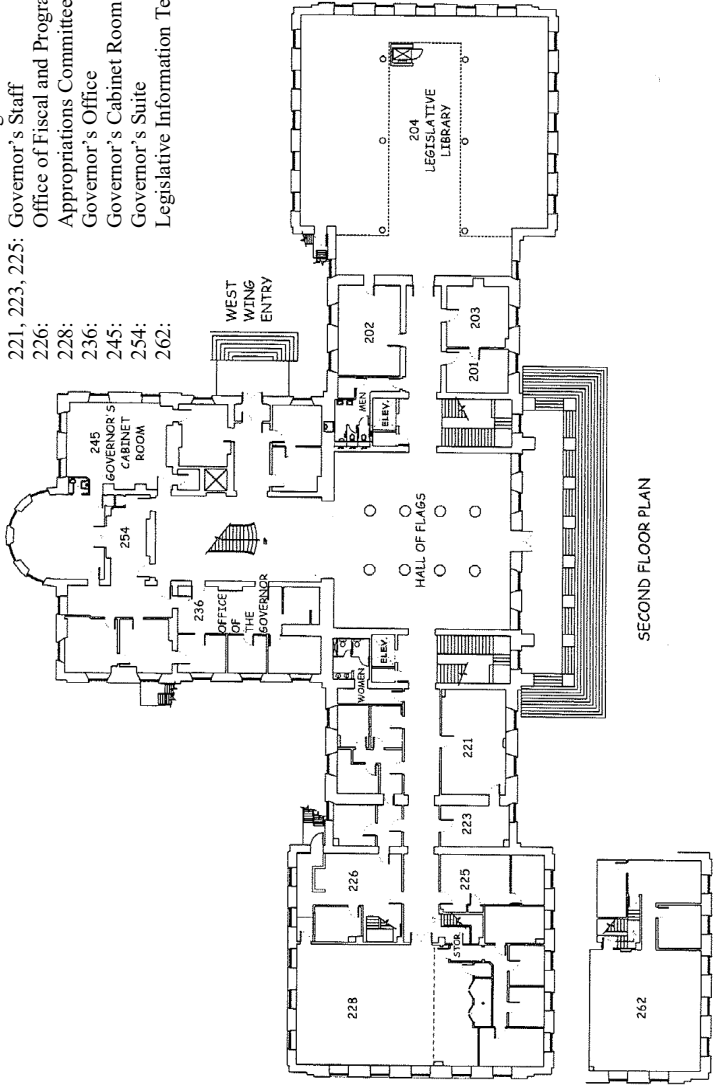 221, 223, 225: Governor's Staff
226: Office of Fiscal and Progra
228: Appropriations Committee
236: Governor's Office
245: Governor's Cabinet Room
254: Governor's Suite
262: Legislative Information Te
WEST
WING
ENTRY
245
GOVERNOR'S
CABINET
ROOM
254
236
OFFICE
OF
THE
GOVERNOR
UP
204
LEGISLATIVE
LIBRARY
202
MEN
ELEV.
203
201
HALL OF FLAGS
WOMEN
ELEV.
221
223
226
225
STOR.
228
262
SECOND FLOOR PLAN